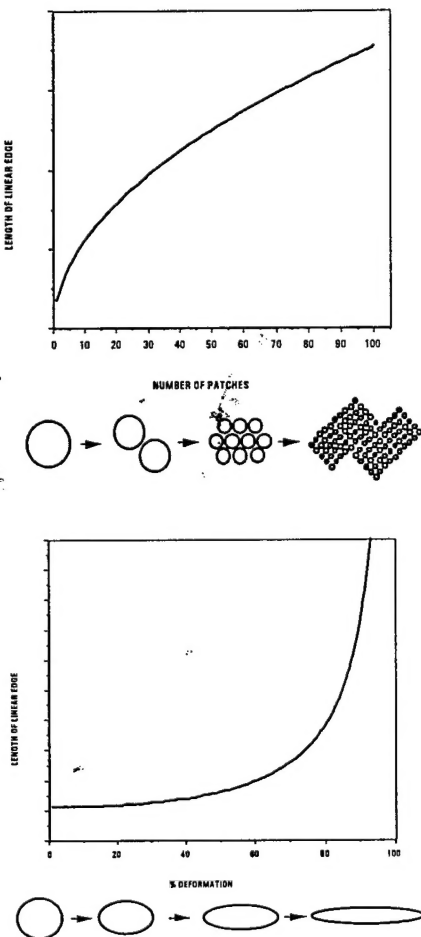 LENGTH OF LINEAR EDGE
0 10 20 30 40 50 60 70 80 90 100
NUMBER OF PATCHES
LENGTH OF LINEAR EDGE
0 20 40 60 80 100
% DEFORMATION